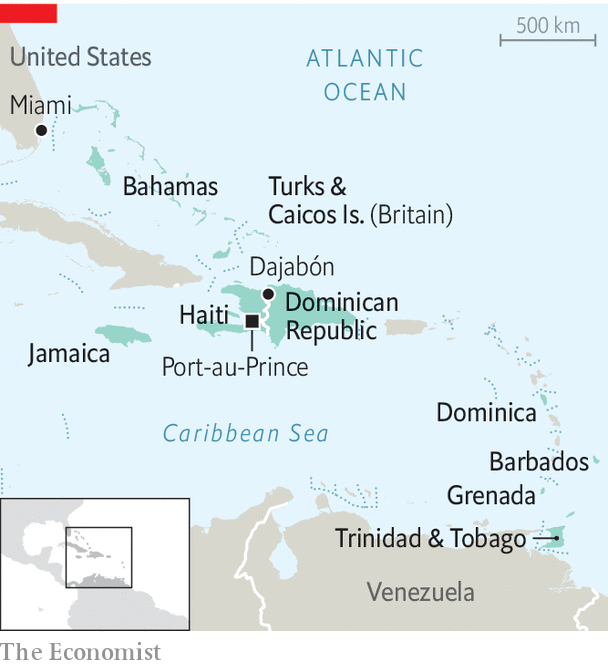 500 km
United States
ATLANTIC
OCEAN
Miami
Bahamas
Turks &
Caicos Is. (Britain)
Dajabón
Haiti
Dominican
Republic
Jamaica
Port-au-Prince
Dominica
Caribbean Sea
Barbados
Grenada
Trinidad & Tobago
Venezuela
The Economist